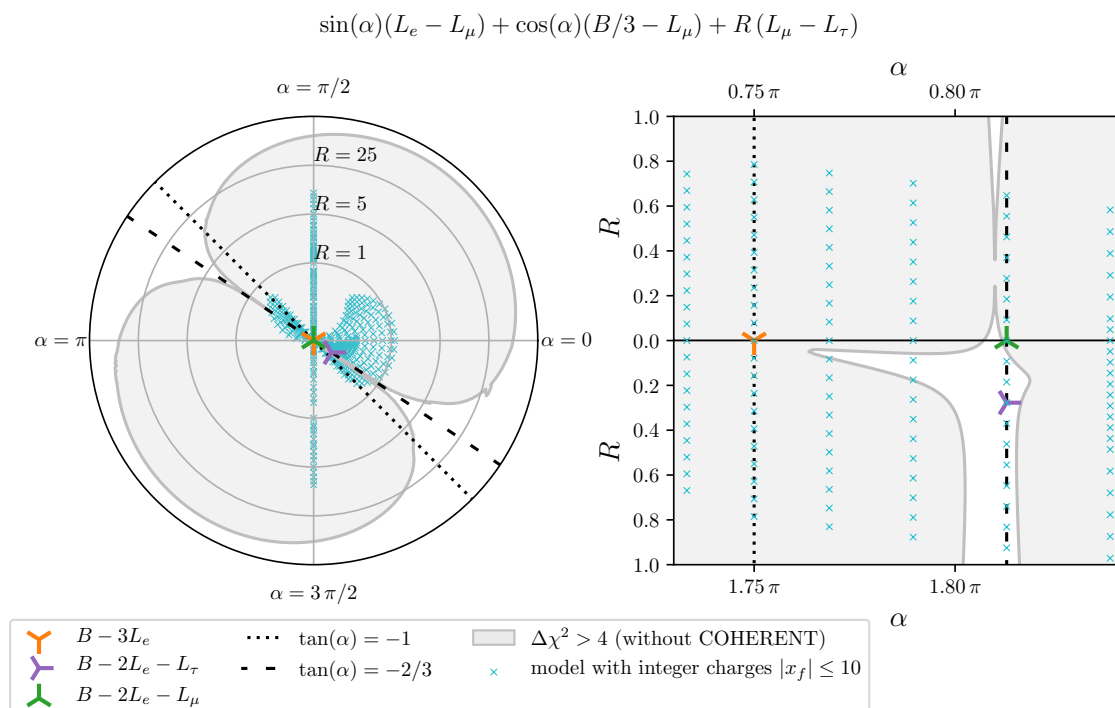 sin(α)(L_e − L_μ) + cos(α)(B/3 − L_μ) + R (L_μ − L_τ)
α = π/2
R = 25
R = 5
R = 1
α = π
α = 0
α = 3 π/2
α
0.75 π 0.80 π
1.0
0.8
0.6
0.4
0.2
0.0
0.2
0.4
0.6
0.8
1.0
R
R
1.75 π 1.80 π
α
B − 3L_e
B − 2L_e − L_τ
B − 2L_e − L_μ
tan(α) = −1
tan(α) = −2/3
Δχ² > 4 (without COHERENT)
model with integer charges |x_f| ≤ 10